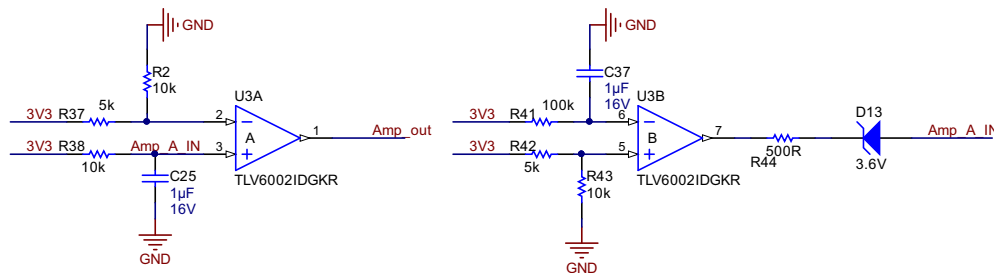 GND
R2
10k
U3A
3V3 R37
5k
2
A
1
Amp_out
3V3 R38
10k
Amp_A_IN
3
C25
1µF
16V
TLV6002IDGKR
GND
GND
C37
1µF
16V
U3B
3V3 R41
100k
6
B
7
3V3 R42
5k
5
R43
10k
TLV6002IDGKR
GND
500R
R44
D13
3.6V
Amp_A_IN